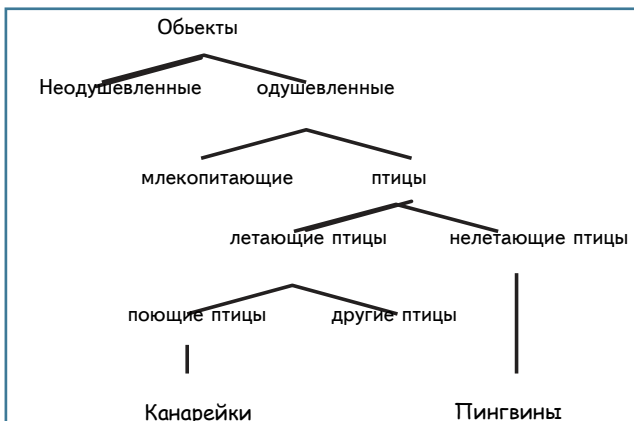 Обьекты
Неодушевленные одушевленные
млекопитающие птицы
летающие птицы нелетающие птицы
поющие птицы другие птицы
Канарейки Пингвины